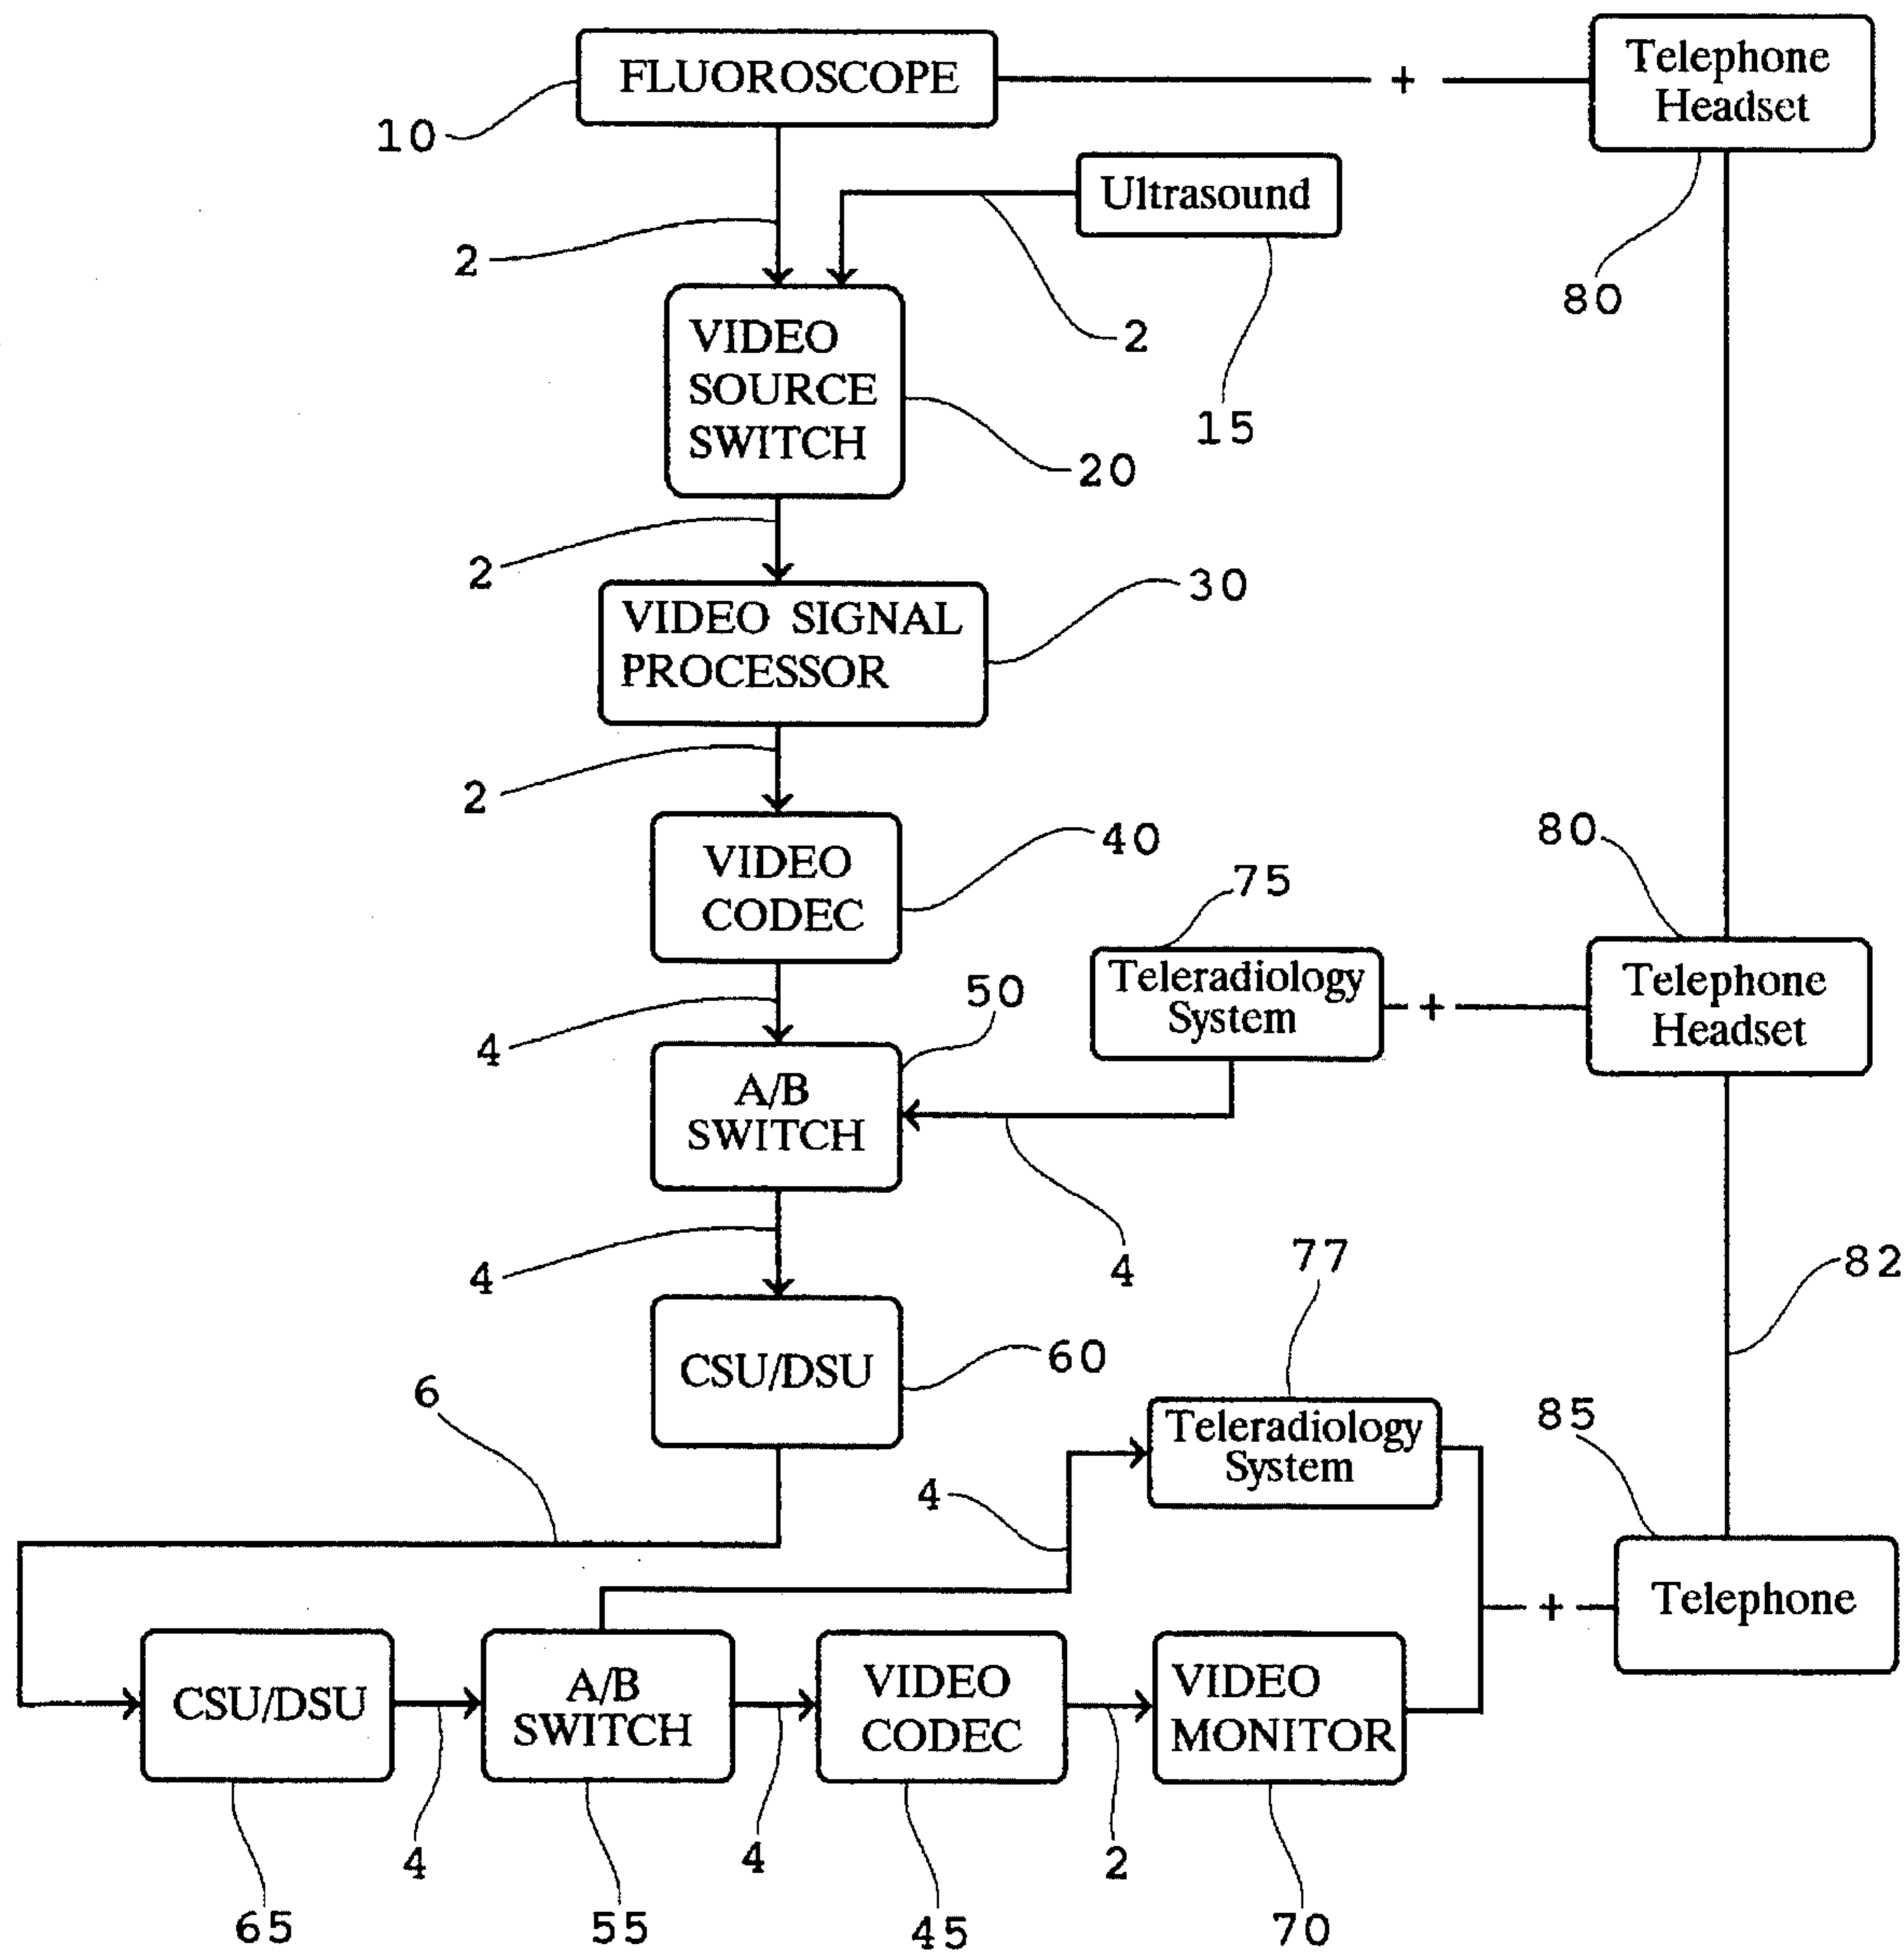 FLUOROSCOPE
+
Telephone
Headset
10
Ultrasound
2
80
2
VIDEO
SOURCE
SWITCH
15
20
2
30
VIDEO SIGNAL
PROCESSOR
2
40
80
VIDEO
CODEC
75
Teleradiology
System
+
Telephone
Headset
50
4
A/B
SWITCH
4
4
77
82
CSU/DSU
60
6
85
Teleradiology
System
4
+
Telephone
CSU/DSU
A/B
SWITCH
VIDEO
CODEC
VIDEO
MONITOR
4
4
2
65
55
45
70